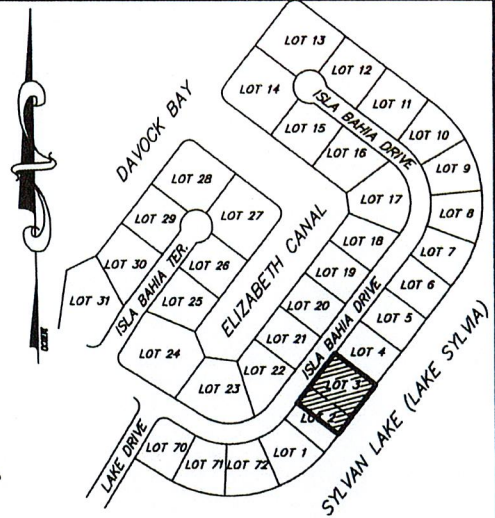 LOT 13
LOT 12
LOT 14
LOT 11
LOT 10
LOT 15
LOT 16
LOT 9
ISLA BAHIA DRIVE
LOT 17
LOT 8
LOT 18
LOT 7
LOT 19
LOT 6
LOT 20
LOT 5
LOT 21
LOT 4
LOT 22
LOT 3
LOT 2
LOT 23
LOT 1
ISLA BAHIA DRIVE
DAVOCK BAY
LOT 28
LOT 29
LOT 27
LOT 30
LOT 26
LOT 31
LOT 25
ISLA BAHIA TER.
LOT 24
ELIZABETH CANAL
LAKE DRIVE
LOT 70
LOT 71
LOT 72
SYLVAN LAKE (LAKE SYLVIA)